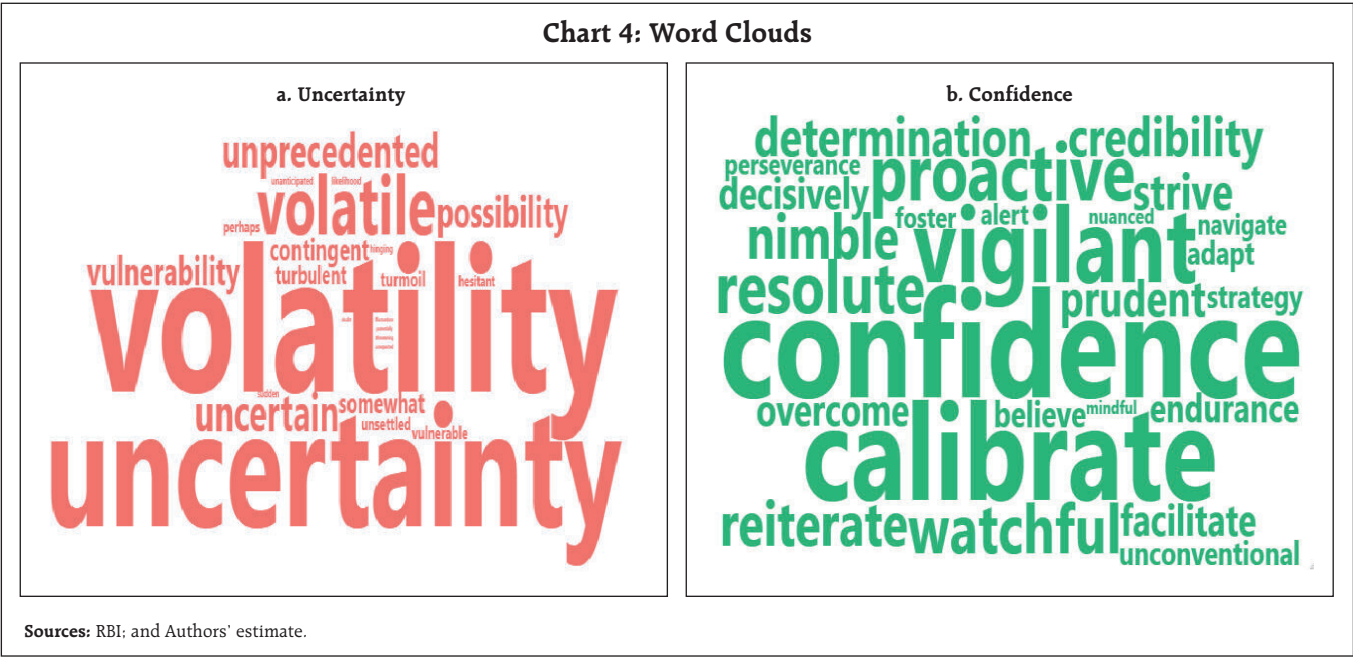 Chart 4: Word Clouds
a. Uncertainty
unprecedented
unanticipated likelihood
volatile possibility
perhaps
contingent hinging
vulnerability turbulent turmoil hesitant
volatility
sudden
uncertain somewhat
unsettled vulnerable
uncertainty
b. Confidence
determination credibility
perseverance proactive
decisively strive
foster alert nuanced navigate
nimble vigilant adapt
resolute prudent strategy
confidence
overcome believe mindful endurance
calibrate
reiterate watchful facilitate
unconventional
Sources: RBI; and Authors' estimate.